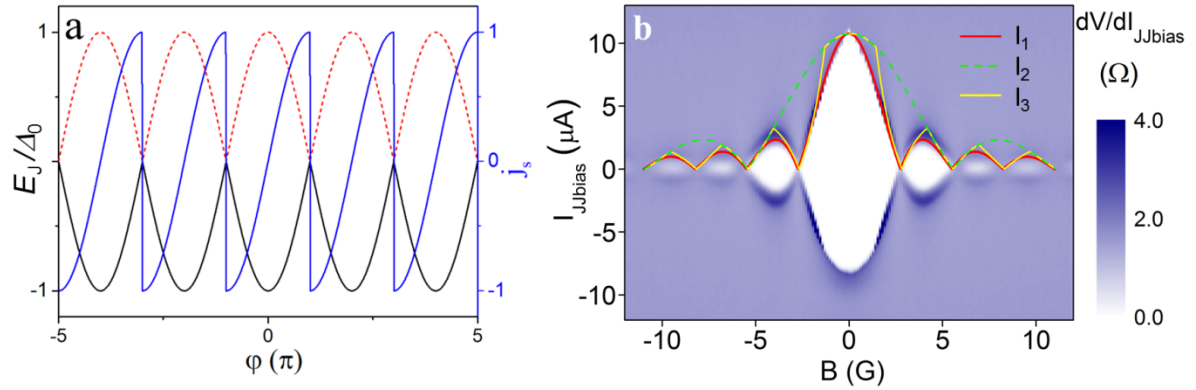 a
1
0
-1
E_J/Δ_0
-5
0
5
φ (π)
1
0
-1
j_s
b
10
5
0
-5
-10
I_JJbias (μA)
-10
-5
0
5
10
B (G)
I_1
I_2
I_3
dV/dI_JJbias
(Ω)
4.0
2.0
0.0